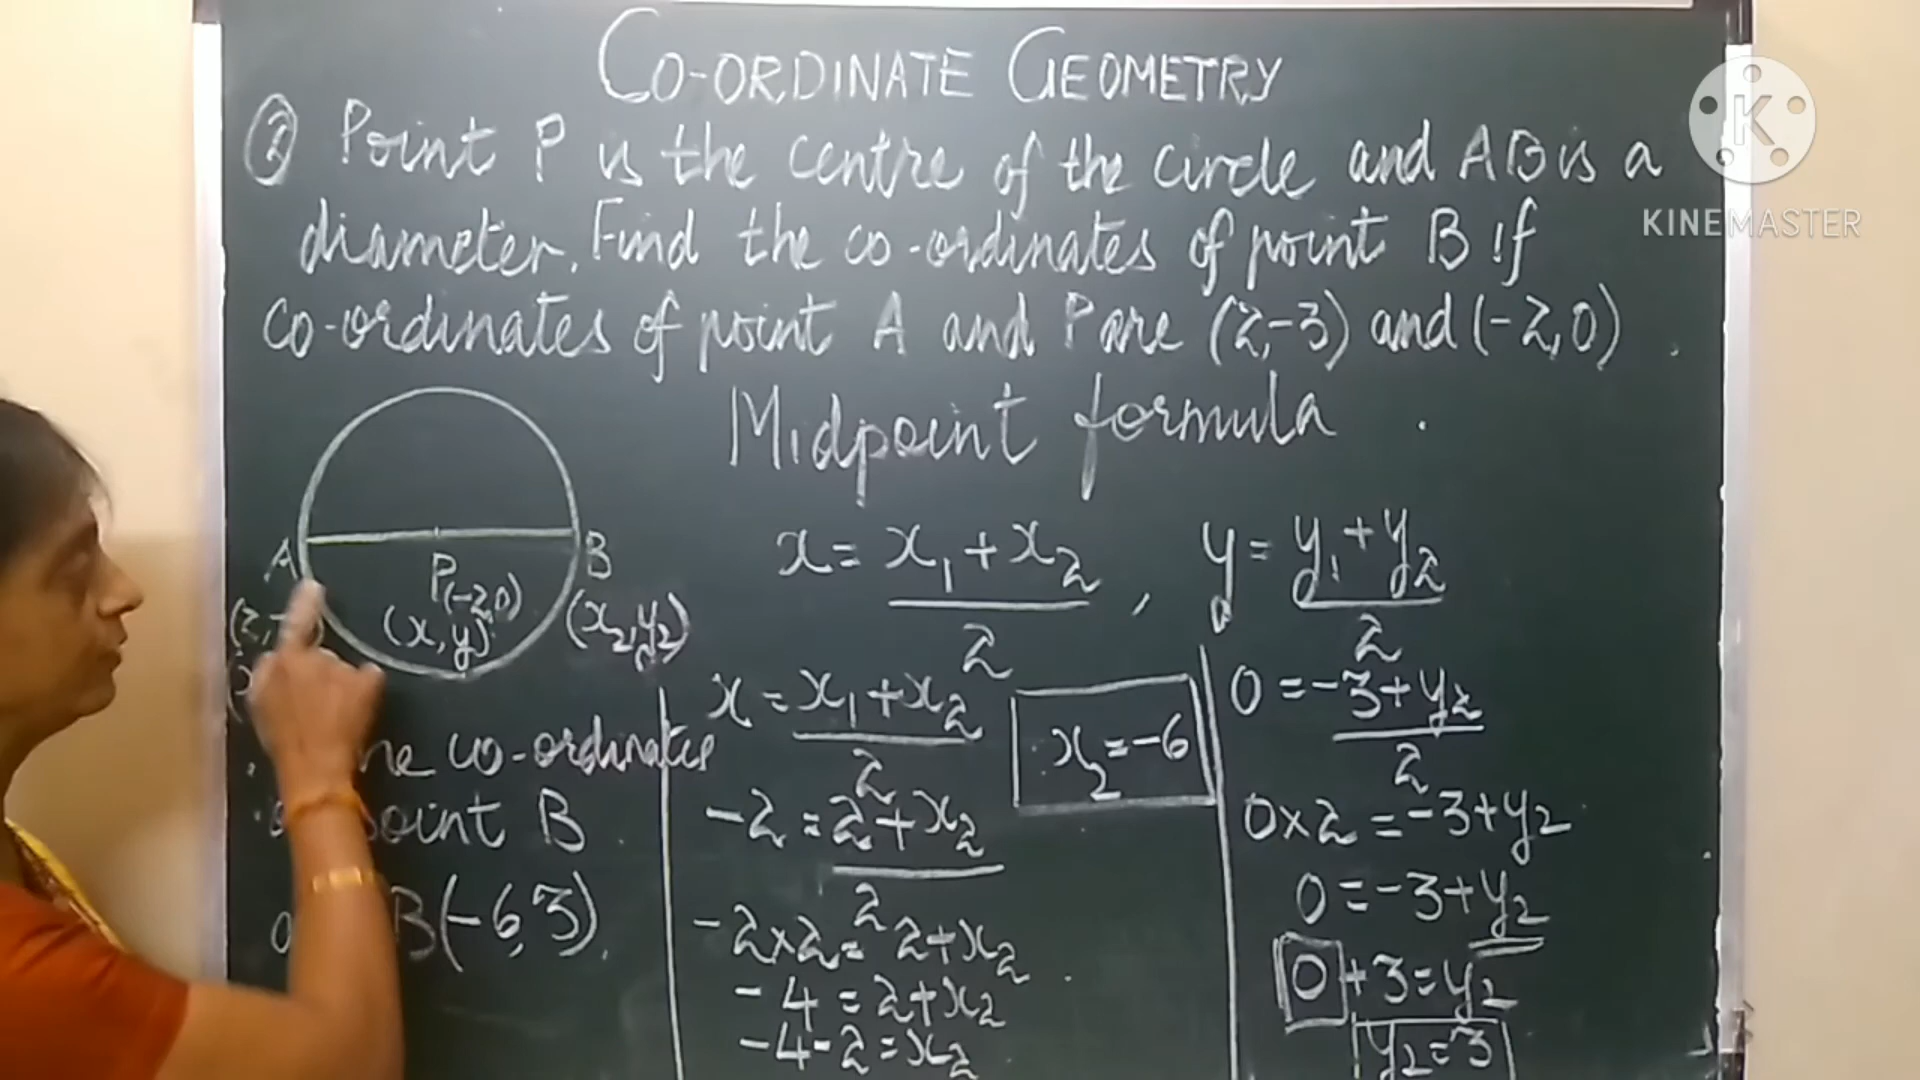 CO-ORDINATE GEOMETRY
② Point P is the centre of the circle and AB is a
diameter. Find the co-ordinates of point B if
co-ordinates of point A and P are (2,-3) and (-2,0)
K
KINEMASTER
Midpoint formula
A P(-2,0) B
(x,y) (x₂,y₂)
x = x₁ + x₂ / 2 , y = y₁ + y₂ / 2
co-ordinates
point B
B(-6,3).
x = x₁ + x₂ / 2
-2 = 2 + x₂ / 2
-2×2 = 2 + x₂
-4 = 2 + x₂
-4-2 = x₂
x₂ = -6
0 = -3 + y₂ / 2
0×2 = -3 + y₂
0 = -3 + y₂
0 + 3 = y₂
y₂ = 3